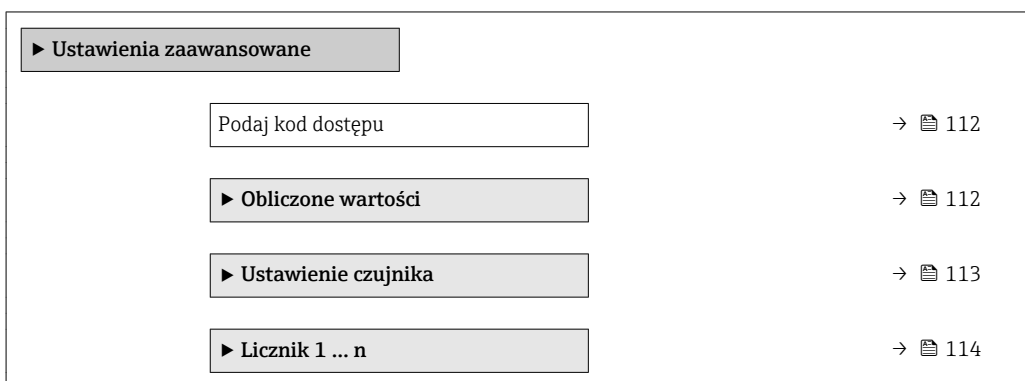 ▶ Ustawienia zaawansowane
Podaj kod dostępu → 112
▶ Obliczone wartości → 112
▶ Ustawienie czujnika → 113
▶ Licznik 1 … n → 114